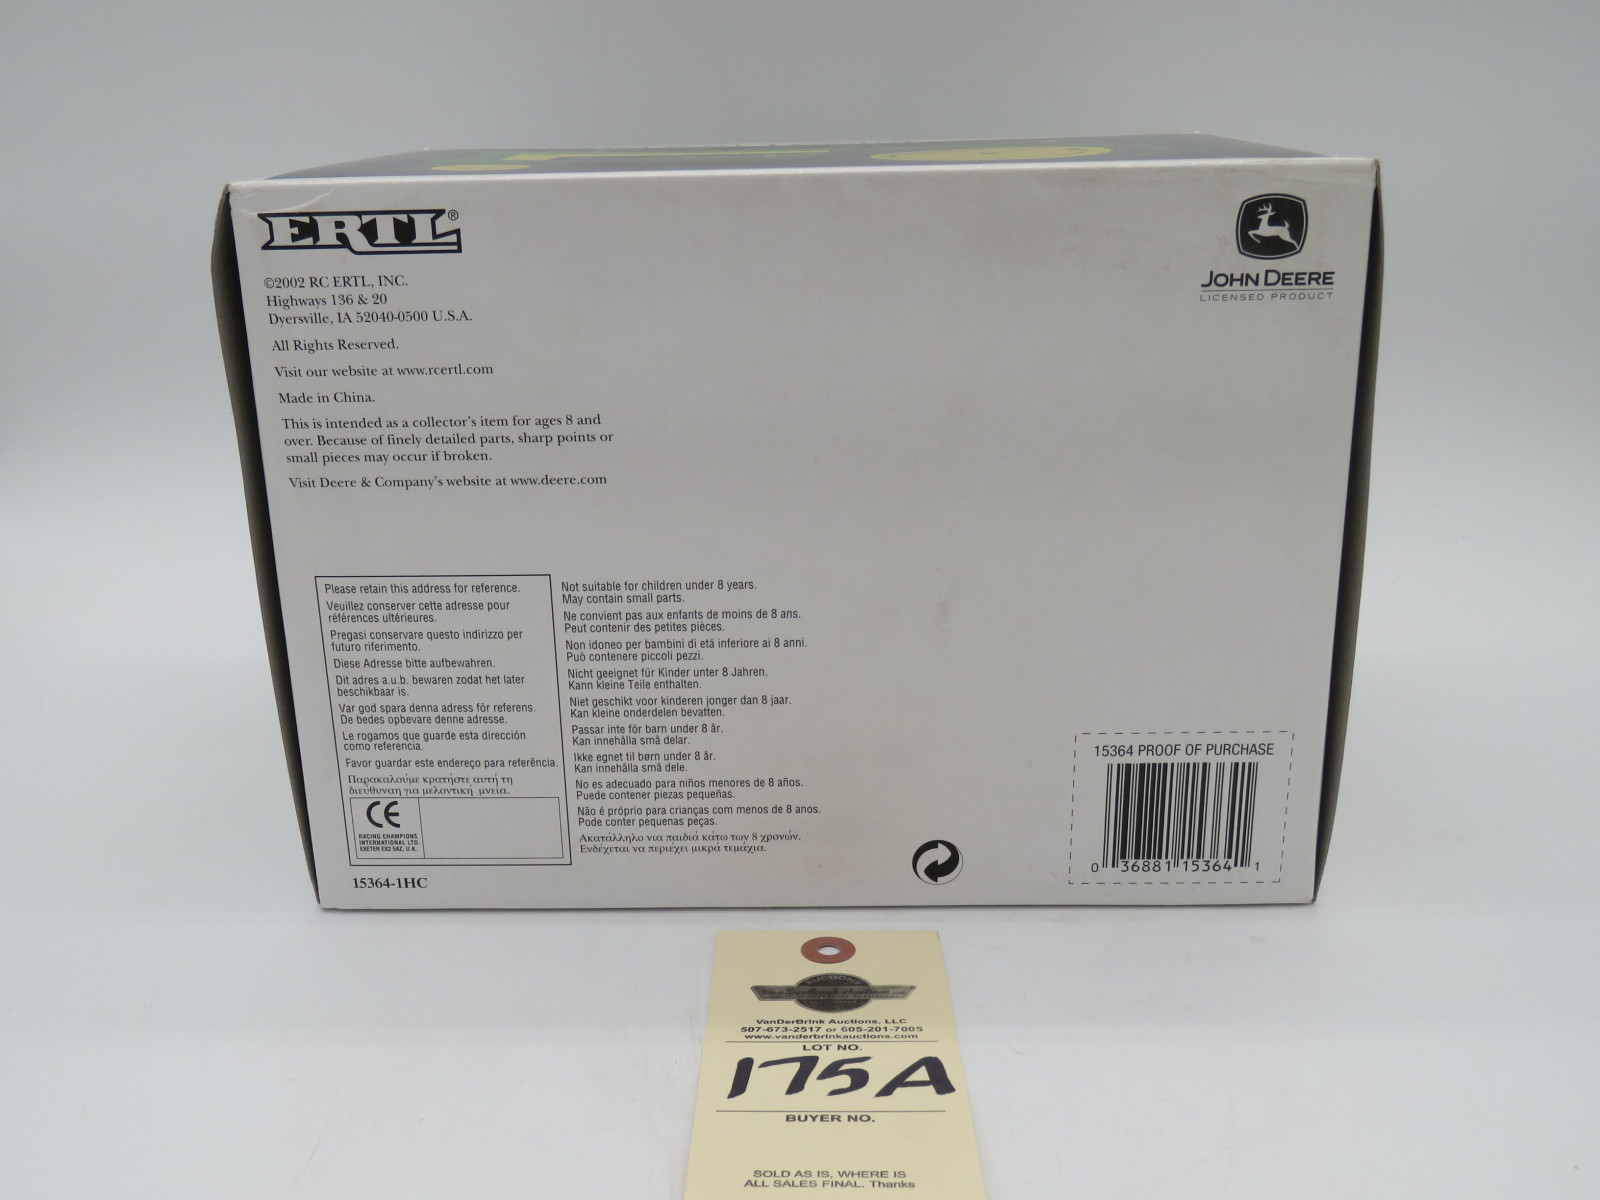 ERTL®
©2002 RC ERTL, INC.
Highways 136 & 20
Dyersville, IA 52040-0500 U.S.A.
All Rights Reserved.
Visit our website at www.rcertl.com
Made in China.
This is intended as a collector's item for ages 8 and
over. Because of finely detailed parts, sharp points or
small pieces may occur if broken.
Visit Deere & Company's website at www.deere.com
JOHN DEERE
LICENSED PRODUCT
Please retain this address for reference.
Veuillez conserver cette adresse pour
références ultérieures.
Pregasi conservare questo indirizzo per
futuro riferimento.
Diese Adresse bitte aufbewahren.
Dit adres a.u.b. bewaren zodat het later
beschikbaar is.
Var god spara denna adress för referens.
De bedes opbevare denne adresse.
Le rogamos que guarde esta dirección
como referencia.
Favor guardar este endereço para referência.
Παρακαλούμε κρατήστε αυτή τη
διευθυναη για μελοντική μνεία.
CE
RACING CHAMPIONS
INTERNATIONAL LTD.
EXETER EX2 5AZ, U.K.
15364-1HC
Not suitable for children under 8 years.
May contain small parts.
Ne convient pas aux enfants de moins de 8 ans.
Peut contenir des petites pièces.
Non idoneo per bambini di etá inferiore ai 8 anni.
Può contenere piccoli pezzi.
Nicht geeignet für Kinder unter 8 Jahren.
Kann kleine Teile enthalten.
Niet geschikt voor kinderen jonger dan 8 jaar.
Kan kleine onderdelen bevatten.
Passar inte för barn under 8 år.
Kan innehålla små delar.
Ikke egnet til børn under 8 år.
Kan innehålla små dele.
No es adecuado para niños menores de 8 años.
Puede contener piezas pequeñas.
Não é próprio para crianças com menos de 8 anos.
Pode conter pequenas peças.
Ακατάλληλο νια παιδιά κάτω των 8 χρονών.
Ενδέχεται να περιέχει μικρά τεμάχια.
15364 PROOF OF PURCHASE
0 36881 15364 1
AUCTIONS
VanDerBrink Auctions, LLC
507-673-2517 or 605-201-7005
www.vanderbrinkauctions.com
LOT NO.
175A
BUYER NO.
SOLD AS IS, WHERE IS
ALL SALES FINAL. Thanks